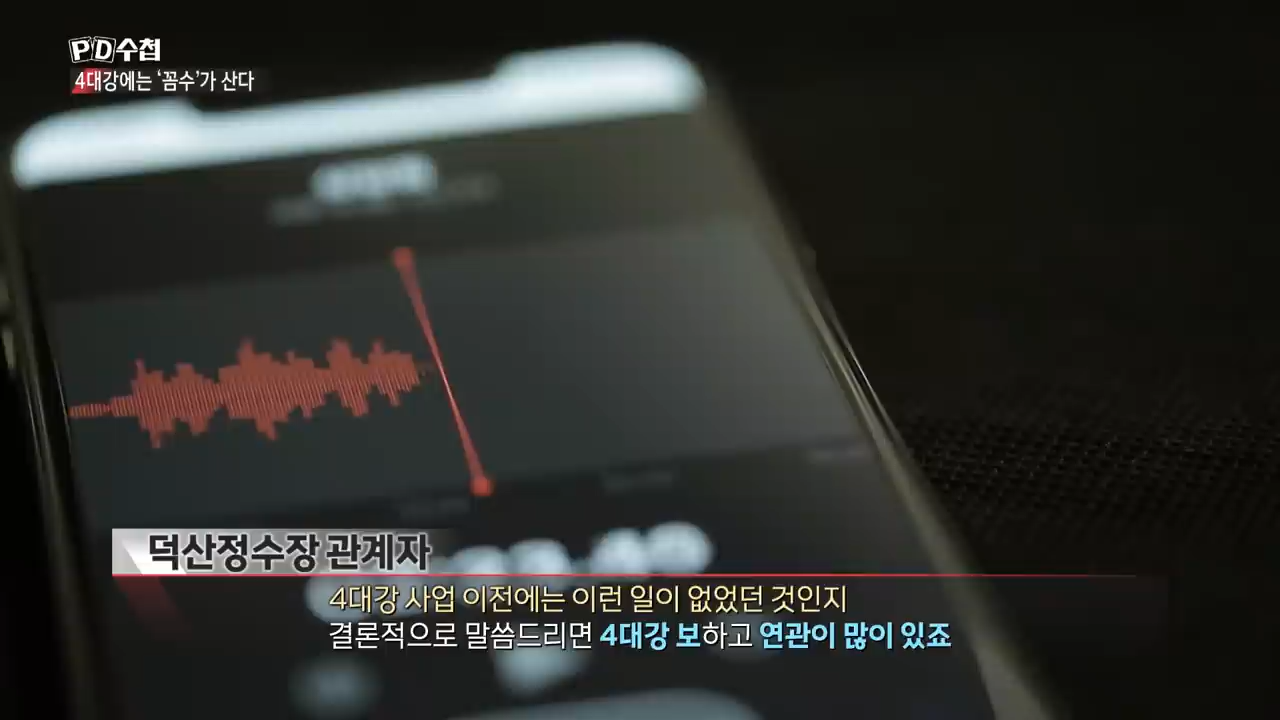 PD수첩
4대강에는 '꼼수'가 산다
덕산정수장 관계자
4대강 사업 이전에는 이런 일이 없었던 것인지
결론적으로 말씀드리면 4대강 보하고 연관이 많이 있죠